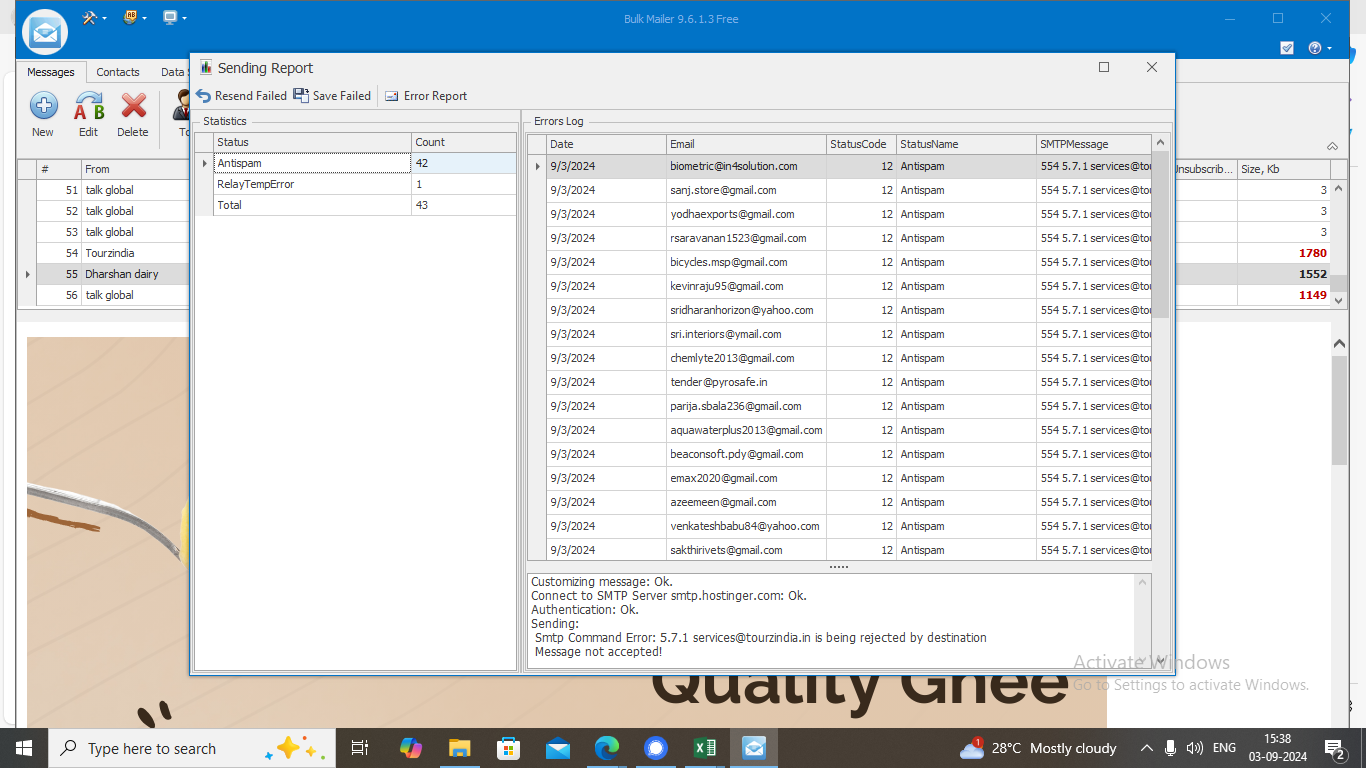 Bulk Mailer 9.6.1.3 Free
Messages Contacts Data
New Edit Delete
Sending Report
Resend Failed Save Failed Error Report
Statistics
Status Count
Antispam 42
RelayTempError 1
Total 43
Errors Log
Date Email StatusCode StatusName SMTPMessage
9/3/2024 biometric@in4solution.com 12 Antispam 554 5.7.1 services@tou
9/3/2024 sanj.store@gmail.com 12 Antispam 554 5.7.1 services@tou
9/3/2024 yodhaexports@gmail.com 12 Antispam 554 5.7.1 services@tou
9/3/2024 rsaravanan1523@gmail.com 12 Antispam 554 5.7.1 services@tou
9/3/2024 bicycles.msp@gmail.com 12 Antispam 554 5.7.1 services@tou
9/3/2024 kevinraju95@gmail.com 12 Antispam 554 5.7.1 services@tou
9/3/2024 sridharanhorizon@yahoo.com 12 Antispam 554 5.7.1 services@tou
9/3/2024 sri.interiors@ymail.com 12 Antispam 554 5.7.1 services@tou
9/3/2024 chemlyte2013@gmail.com 12 Antispam 554 5.7.1 services@tou
9/3/2024 tender@pyrosafe.in 12 Antispam 554 5.7.1 services@tou
9/3/2024 parija.sbala236@gmail.com 12 Antispam 554 5.7.1 services@tou
9/3/2024 aquawaterplus2013@gmail.com 12 Antispam 554 5.7.1 services@tou
9/3/2024 beaconsoft.pdy@gmail.com 12 Antispam 554 5.7.1 services@tou
9/3/2024 emax2020@gmail.com 12 Antispam 554 5.7.1 services@tou
9/3/2024 azeemeen@gmail.com 12 Antispam 554 5.7.1 services@tou
9/3/2024 venkateshbabu84@yahoo.com 12 Antispam 554 5.7.1 services@tou
9/3/2024 sakthirivets@gmail.com 12 Antispam 554 5.7.1 services@tou
Customizing message: Ok.
Connect to SMTP Server smtp.hostinger.com: Ok.
Authentication: Ok.
Sending:
Smtp Command Error: 5.7.1 services@tourzindia.in is being rejected by destination
Message not accepted!
# From
51 talk global
52 talk global
53 talk global
54 Tourzindia
55 Dharshan dairy
56 talk global
Unsubscrib... Size, Kb
3
3
3
1780
1552
1149
Quality Ghee
Activate Windows
Go to Settings to activate Windows.
Type here to search
28°C Mostly cloudy
ENG
15:38
03-09-2024
1
2